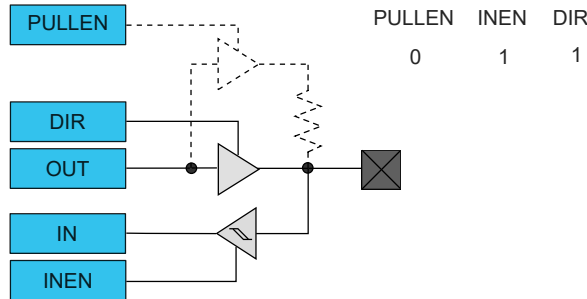 PULLEN
PULLEN INEN DIR
0 1 1
DIR
OUT
IN
INEN